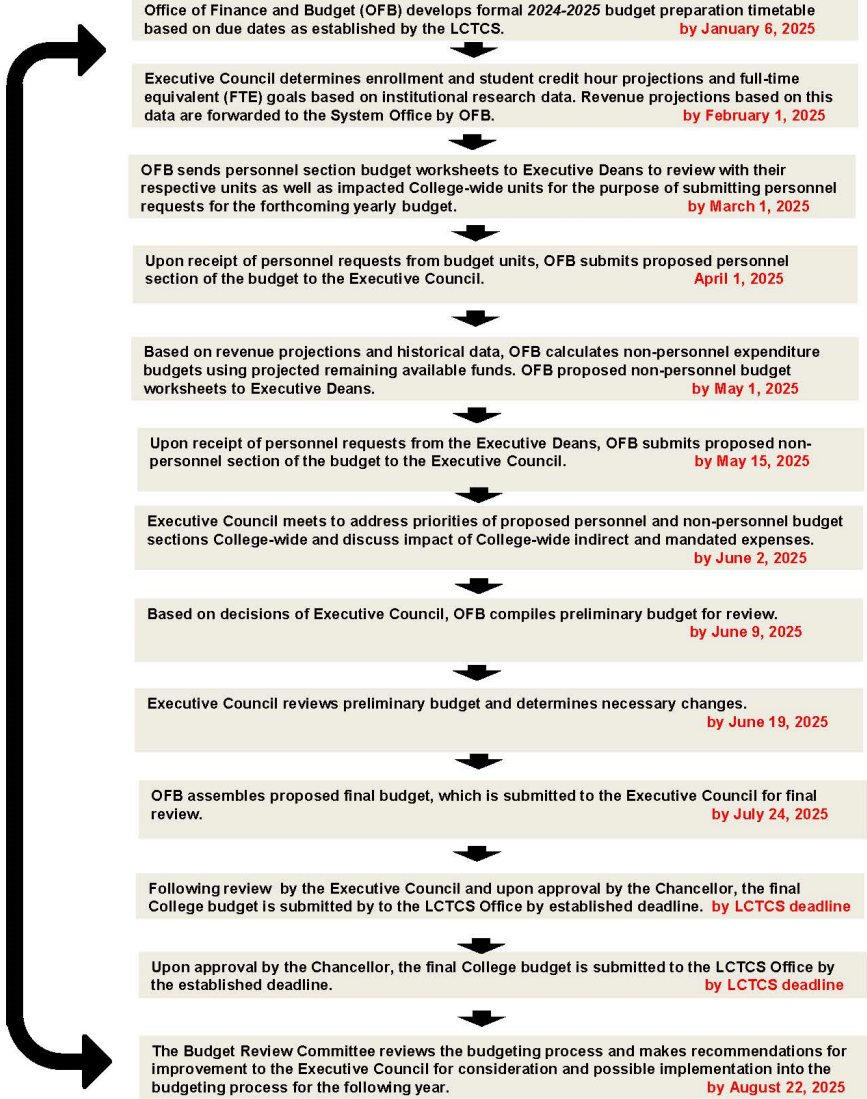 Office of Finance and Budget (OFB) develops formal 2024-2025 budget preparation timetable
based on due dates as established by the LCTCS. by January 6, 2025
Executive Council determines enrollment and student credit hour projections and full-time
equivalent (FTE) goals based on institutional research data. Revenue projections based on this
data are forwarded to the System Office by OFB. by February 1, 2025
OFB sends personnel section budget worksheets to Executive Deans to review with their
respective units as well as impacted College-wide units for the purpose of submitting personnel
requests for the forthcoming yearly budget. by March 1, 2025
Upon receipt of personnel requests from budget units, OFB submits proposed personnel
section of the budget to the Executive Council. April 1, 2025
Based on revenue projections and historical data, OFB calculates non-personnel expenditure
budgets using projected remaining available funds. OFB proposed non-personnel budget
worksheets to Executive Deans. by May 1, 2025
Upon receipt of personnel requests from the Executive Deans, OFB submits proposed non-
personnel section of the budget to the Executive Council. by May 15, 2025
Executive Council meets to address priorities of proposed personnel and non-personnel budget
sections College-wide and discuss impact of College-wide indirect and mandated expenses.
by June 2, 2025
Based on decisions of Executive Council, OFB compiles preliminary budget for review.
by June 9, 2025
Executive Council reviews preliminary budget and determines necessary changes.
by June 19, 2025
OFB assembles proposed final budget, which is submitted to the Executive Council for final
review. by July 24, 2025
Following review by the Executive Council and upon approval by the Chancellor, the final
College budget is submitted by to the LCTCS Office by established deadline. by LCTCS deadline
Upon approval by the Chancellor, the final College budget is submitted to the LCTCS Office by
the established deadline. by LCTCS deadline
The Budget Review Committee reviews the budgeting process and makes recommendations for
improvement to the Executive Council for consideration and possible implementation into the
budgeting process for the following year. by August 22, 2025